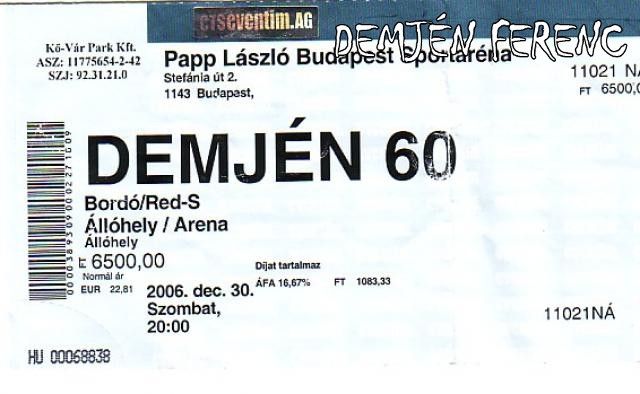 eventim.AG
DEMJÉN FERENC
Kő-Vár Park Kft.
ASZ: 11775654-2-42
SZJ: 92.31.21.0
Papp László Budapest Sportaréna
Stefánia út 2.
1143 Budapest,
11021 NÁ
FT 6500,0
DEMJÉN 60
Bordó/Red-S
Állóhely / Arena
Állóhely
FT 6500,00
Normál ár
EUR 22,81
Díjat tartalmaz
ÁFA 16,67% FT 1083,33
2006. dec. 30.
Szombat,
20:00
11021NÁ
HU 00068838